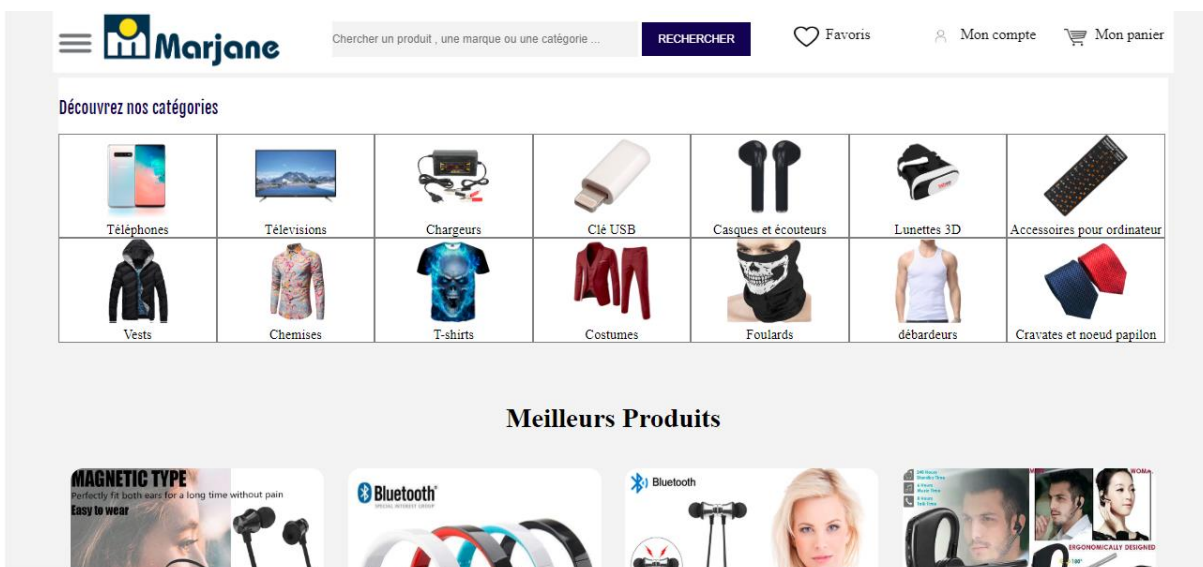 Marjane
Chercher un produit , une marque ou une catégorie ...
RECHERCHER
Favoris
Mon compte
Mon panier
Découvrez nos catégories
Téléphones
Télevisions
Chargeurs
Clé USB
Casques et écouteurs
Lunettes 3D
Accessoires pour ordinateur
Vests
Chemises
T-shirts
Costumes
Foulards
débardeurs
Cravates et noeud papilon
Meilleurs Produits
MAGNETIC TYPE
Perfectly fit both ears for a long time without pain
Easy to wear
Bluetooth
SPECIAL INTEREST GROUP
Bluetooth
ERGONOMICALLY DESIGNED